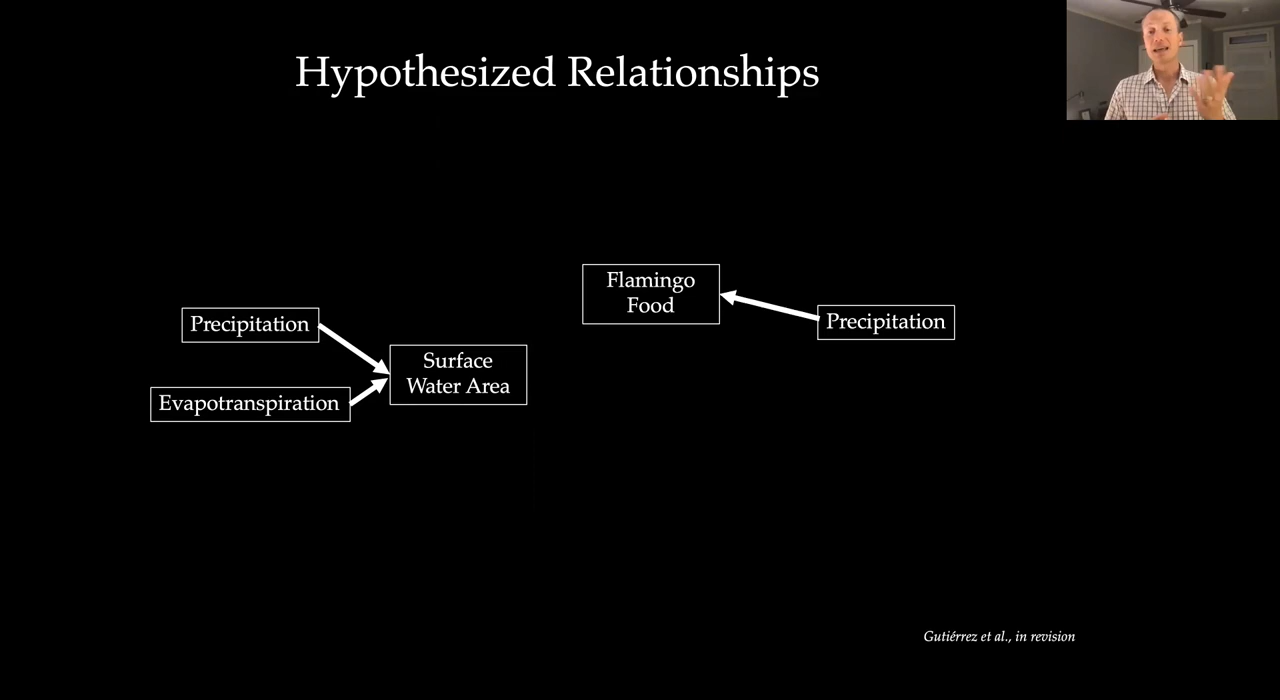 Hypothesized Relationships
Flamingo
Food
Precipitation
Precipitation
Surface
Water Area
Evapotranspiration
Gutiérrez et al., in revision